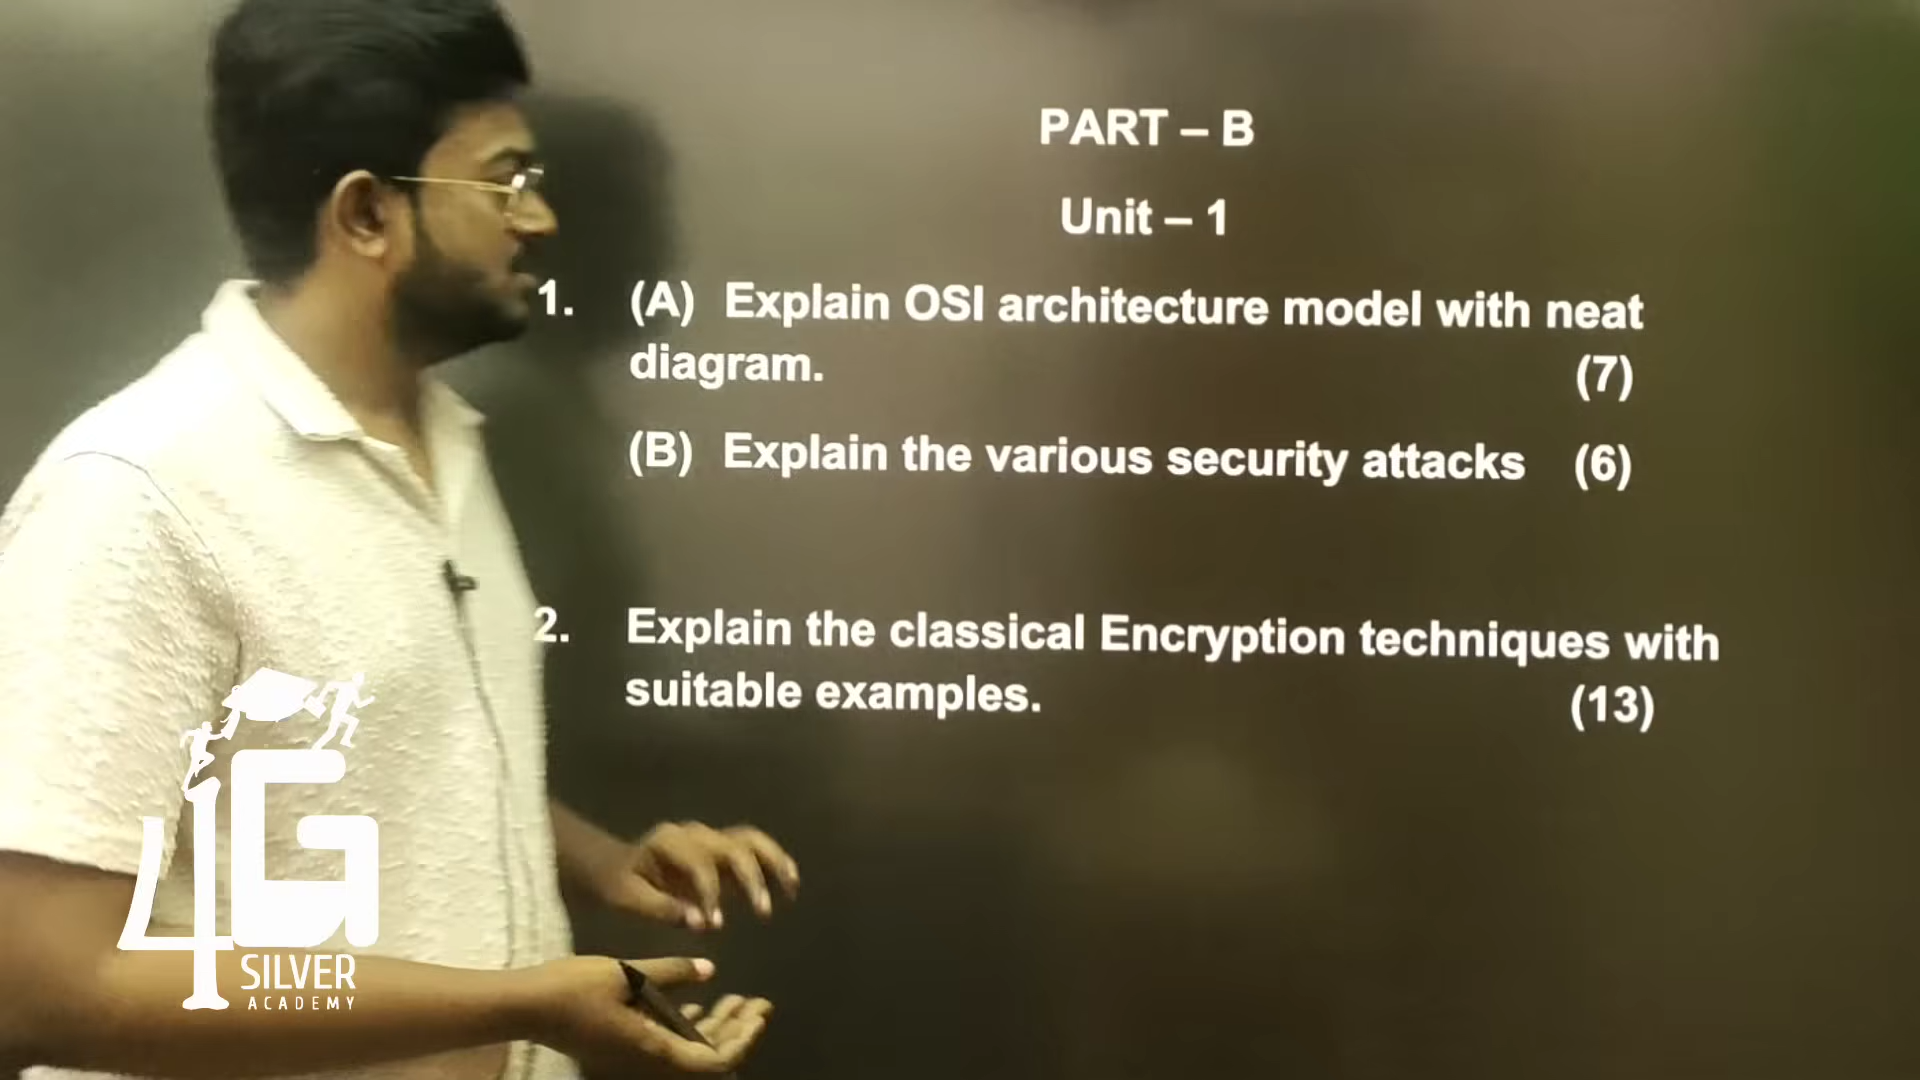 PART – B
Unit – 1
1. (A) Explain OSI architecture model with neat
diagram. (7)
(B) Explain the various security attacks (6)
2. Explain the classical Encryption techniques with
suitable examples. (13)
4G
SILVER
ACADEMY